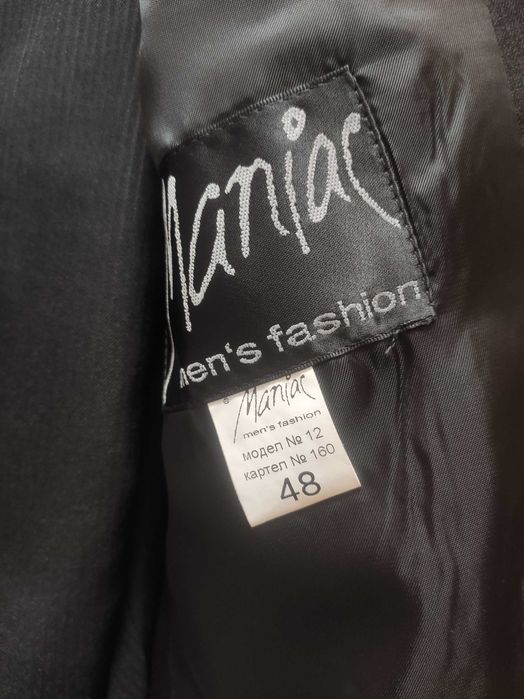 Maniac
men's fashion
Maniac
men's fashion
модел № 12
картел № 160
48